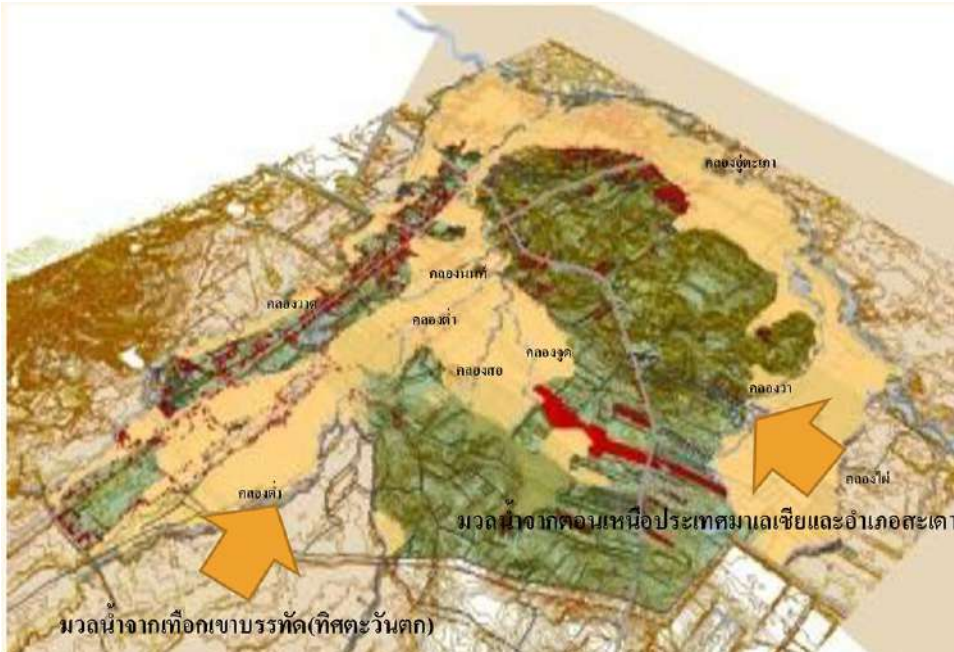 คลองอู่ตะเภา
คลองนนท์
คลองวาด
คลองต่ำ
คลองจูด
คลองสอ
คลองวา
คลองไผ่
คลองต่ำ
มวลน้ำจากตอนเหนือประเทศมาเลเซียและอำเภอสะเดา
มวลน้ำจากเทือกเขาบรรทัด(ทิศตะวันตก)